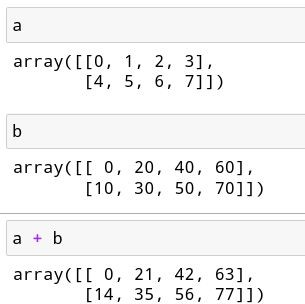 a
array([[0, 1, 2, 3],
       [4, 5, 6, 7]])
b
array([[ 0, 20, 40, 60],
       [10, 30, 50, 70]])
a + b
array([[ 0, 21, 42, 63],
       [14, 35, 56, 77]])